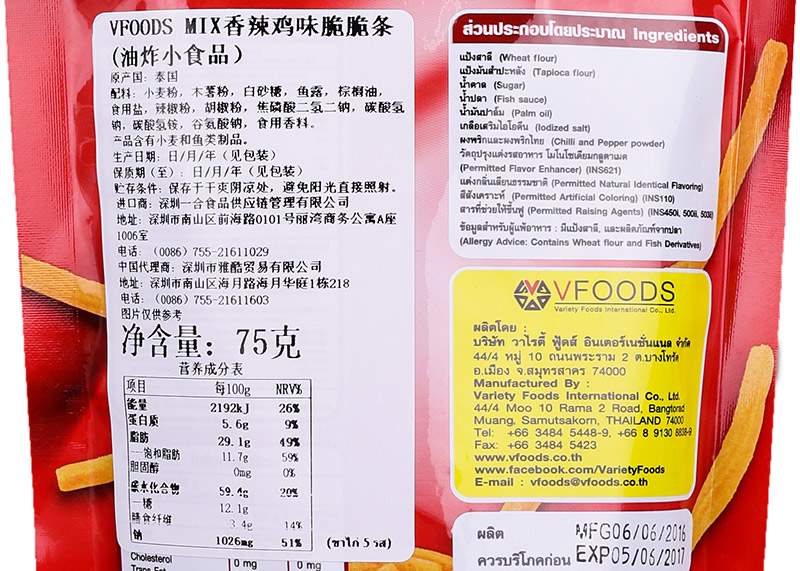 VFOODS MIX香辣鸡味脆脆条
(油炸小食品)
原产国：泰国
配料：小麦粉，木薯粉，白砂糖，鱼露，棕榈油，
食用盐，辣椒粉，胡椒粉，焦磷酸二氢二钠，碳酸氢
钠，碳酸氢铵，谷氨酸钠，食用香料。
产品含有小麦和鱼类制品。
生产日期：日/月/年（见包装）
保质期（至）：日/月/年（见包装）
贮存条件：保存于干爽阴凉处，避免阳光直接照射。
进口商：深圳一合食品供应链管理有限公司
地址：深圳市南山区前海路0101号丽湾商务公寓A座
1006室
电话：（0086）755-21611029
中国代理商：深圳市雅酷贸易有限公司
地址：深圳市南山区海月路海月华庭1栋218
电话：（0086）755-21611603
图片仅供参考
净含量：75克
营养成分表
项目 每100g NRV%
能量 2192kJ 26%
蛋白质 5.6g 9%
脂肪 29.1g 49%
--饱和脂肪 11.7g 59%
胆固醇 0mg 0%
碳水化合物 59.4g 20%
--糖 12.1g
膳食纤维 3.4g 14%
钠 1026mg 51%
(ขาไก่ 5 รส)
Cholesterol 0 mg 0 mg
Trans Fat
ส่วนประกอบโดยประมาณ Ingredients
แป้งสาลี (Wheat flour)
แป้งมันสำปะหลัง (Tapioca flour)
น้ำตาล (Sugar)
น้ำปลา (Fish sauce)
น้ำมันปาล์ม (Palm oil)
เกลือเสริมไอโอดีน (Iodized salt)
ผงพริกและผงพริกไทย (Chilli and Pepper powder)
วัตถุปรุงแต่งรสอาหาร โมโนโซเดียมกลูตาเมต
(Permitted Flavor Enhancer) (INS621)
แต่งกลิ่นเลียนธรรมชาติ (Permitted Natural Identical Flavoring)
สีสังเคราะห์ (Permitted Artificial Coloring) (INS110)
สารที่ช่วยให้ขึ้นฟู (Permitted Raising Agents) (INS450i, 500ii, 503ii)
ข้อมูลสำหรับผู้แพ้อาหาร : มีแป้งสาลี, และผลิตภัณฑ์จากปลา
(Allergy Advice: Contains Wheat flour and Fish Derivatives)
VFOODS
Variety Foods International Co., Ltd.
ผลิตโดย :
บริษัท วาไรตี้ ฟู้ดส์ อินเตอร์เนชั่นแนล จำกัด
44/4 หมู่ 10 ถนนพระราม 2 ต.บางโทรัด
อ.เมือง จ.สมุทรสาคร 74000
Manufactured By :
Variety Foods International Co., Ltd.
44/4 Moo 10 Rama 2 Road, Bangtorad
Muang, Samutsakorn, THAILAND 74000
Tel: +66 3484 5448-9, +66 8 9130 8838-9
Fax: +66 3484 5423
www.vfoods.co.th
www.facebook.com/VarietyFoods
E-mail : vfoods@vfoods.co.th
ผลิต MFG06/06/2016
ควรบริโภคก่อน EXP05/06/2017